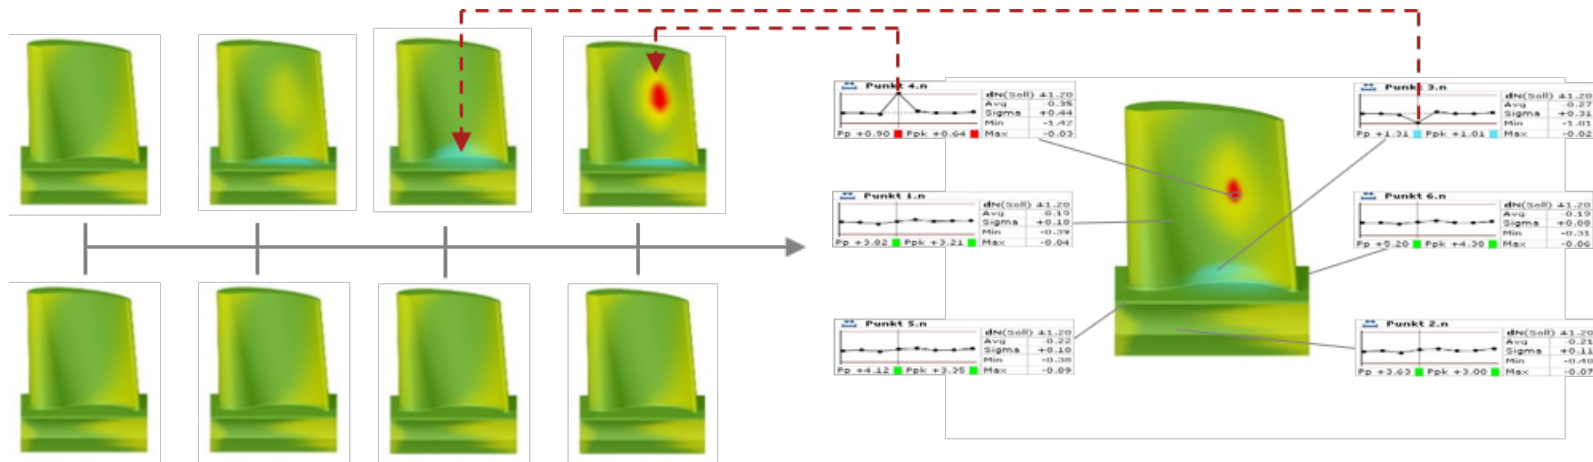 Punkt 4.n
dN(Soll) ±1.20
Avg -0.35
Sigma +0.44
Min -1.42
Max -0.03
Pp +0.90 Ppk +0.64
Punkt 3.n
dN(Soll) ±1.20
Avg -0.27
Sigma +0.31
Min -1.01
Max -0.02
Pp +1.31 Ppk +1.01
Punkt 1.n
dN(Soll) ±1.20
Avg -0.19
Sigma +0.10
Min -0.39
Max -0.04
Pp +3.82 Ppk +3.21
Punkt 6.n
dN(Soll) ±1.20
Avg -0.19
Sigma +0.08
Min -0.31
Max -0.06
Pp +5.20 Ppk +4.38
Punkt 5.n
dN(Soll) ±1.20
Avg -0.22
Sigma +0.10
Min -0.38
Max -0.09
Pp +4.12 Ppk +3.35
Punkt 2.n
dN(Soll) ±1.20
Avg -0.21
Sigma +0.11
Min -0.40
Max -0.07
Pp +3.63 Ppk +3.00